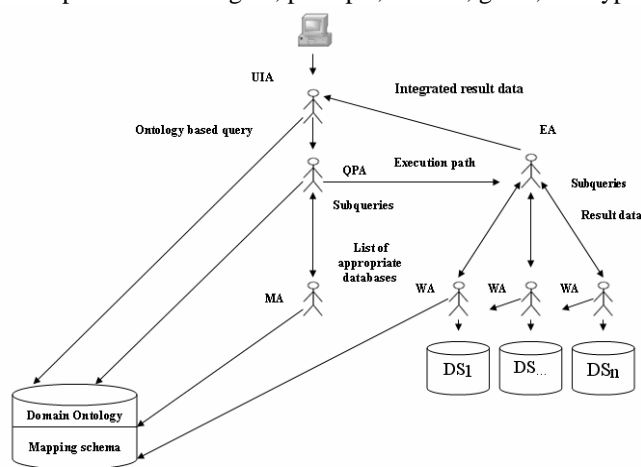 UIA
Integrated result data
EA
Ontology based query
QPA
Execution path
Subqueries
Subqueries
Result data
List of
appropriate
databases
MA
WA
WA
WA
DS1
DS...
DSn
Domain Ontology
Mapping schema